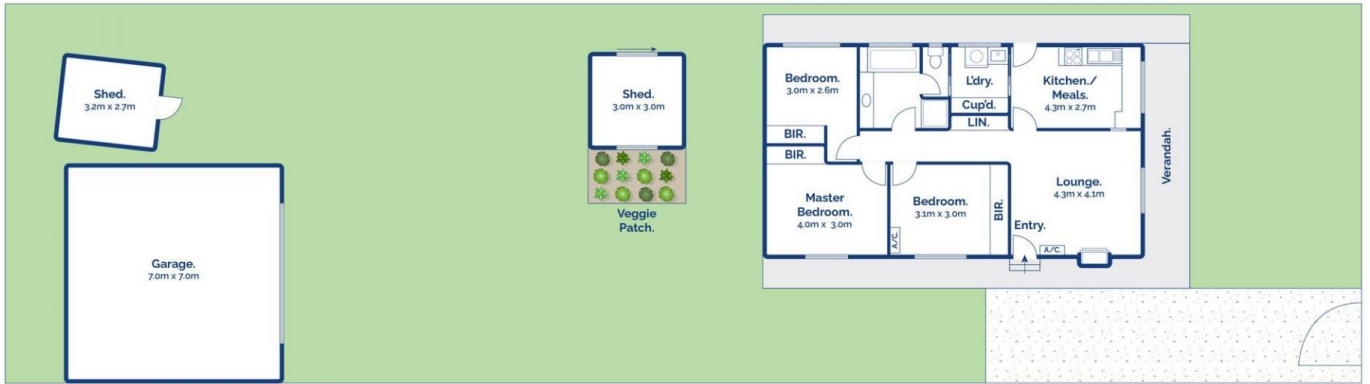 Shed.
3.2m x 2.7m
Garage.
7.0m x 7.0m
Shed.
3.0m x 3.0m
Veggie
Patch.
Bedroom.
3.0m x 2.6m
BIR.
BIR.
Master
Bedroom.
4.0m x 3.0m
L'dry.
Cup'd.
LIN.
Kitchen./
Meals.
4.3m x 2.7m
Bedroom.
3.1m x 3.0m
A/C.
BIR.
Lounge.
4.3m x 4.1m
Entry.
A/C.
Verandah.